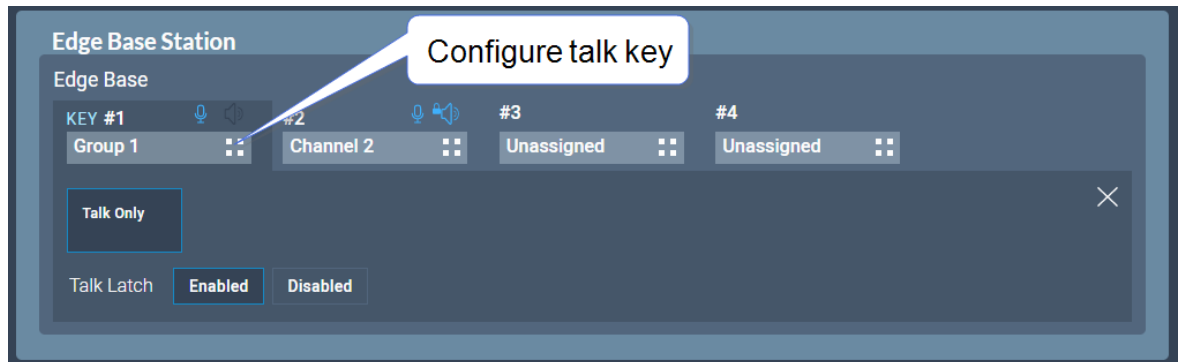 Edge Base Station
Configure talk key
Edge Base
KEY #1
#2
#3
#4
Group 1
Channel 2
Unassigned
Unassigned
Talk Only
Talk Latch
Enabled
Disabled